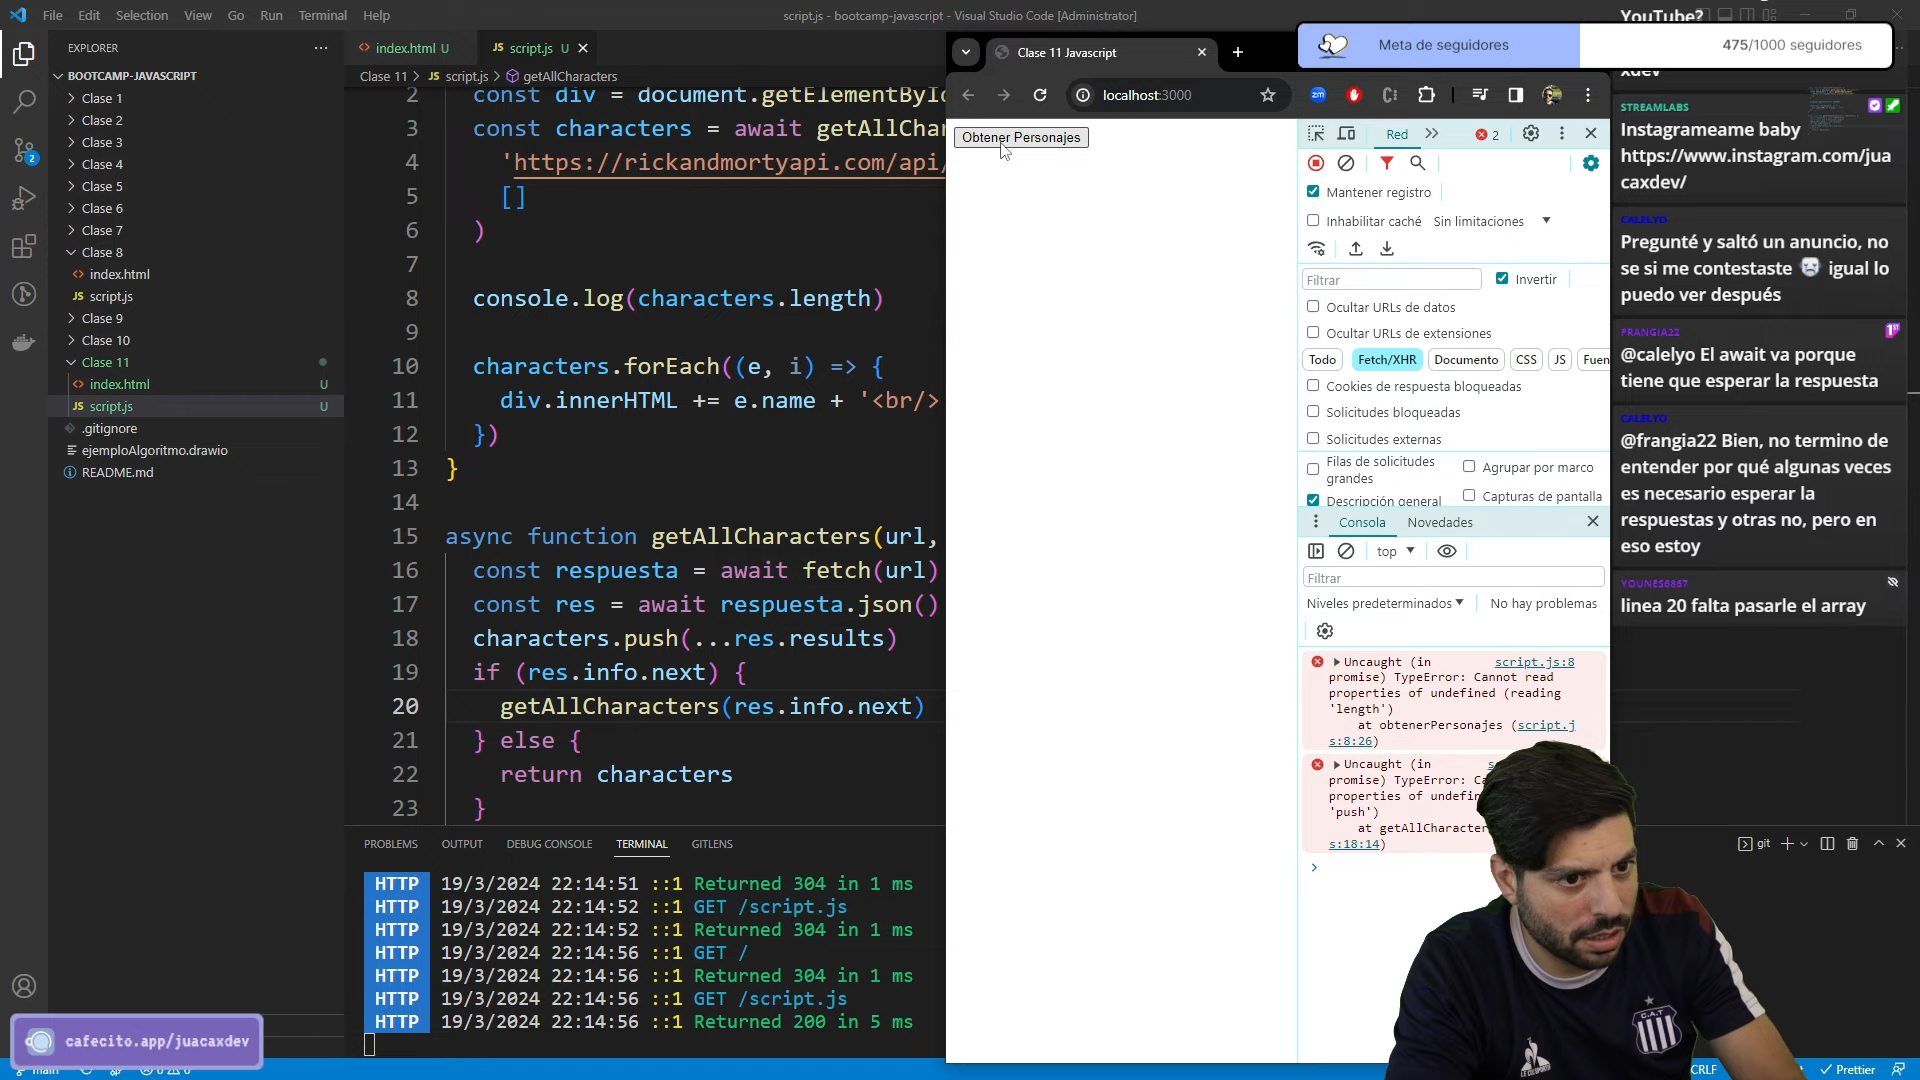 File Edit Selection View Go Run Terminal Help
script.js - bootcamp-javascript - Visual Studio Code [Administrator]
EXPLORER
BOOTCAMP-JAVASCRIPT
Clase 1
Clase 2
Clase 3
Clase 4
Clase 5
Clase 6
Clase 7
Clase 8
index.html
JS script.js
Clase 9
Clase 10
Clase 11
index.html U
JS script.js U
.gitignore
ejemploAlgoritmo.drawio
README.md
2
index.html U
JS script.js U
Clase 11 > JS script.js > getAllCharacters
2 const div = document.getElementById
3 const characters = await getAllChar
4 'https://rickandmortyapi.com/api/
5 []
6 )
7
8 console.log(characters.length)
9
10 characters.forEach((e, i) => {
11 div.innerHTML += e.name + '<br/>
12 })
13 }
14
15 async function getAllCharacters(url,
16 const respuesta = await fetch(url)
17 const res = await respuesta.json()
18 characters.push(...res.results)
19 if (res.info.next) {
20 getAllCharacters(res.info.next)
21 } else {
22 return characters
23 }
PROBLEMS OUTPUT DEBUG CONSOLE TERMINAL GITLENS
HTTP 19/3/2024 22:14:51 ::1 Returned 304 in 1 ms
HTTP 19/3/2024 22:14:52 ::1 GET /script.js
HTTP 19/3/2024 22:14:52 ::1 Returned 304 in 1 ms
HTTP 19/3/2024 22:14:56 ::1 GET /
HTTP 19/3/2024 22:14:56 ::1 Returned 304 in 1 ms
HTTP 19/3/2024 22:14:56 ::1 GET /script.js
HTTP 19/3/2024 22:14:56 ::1 Returned 200 in 5 ms
git
cafecito.app/juacaxdev
main
CRLF
Prettier
Clase 11 Javascript
localhost:3000
zm
Obtener Personajes
Red
2
Mantener registro
Inhabilitar caché Sin limitaciones
Filtrar
Invertir
Ocultar URLs de datos
Ocultar URLs de extensiones
Todo Fetch/XHR Documento CSS JS Fuen
Cookies de respuesta bloqueadas
Solicitudes bloqueadas
Solicitudes externas
Filas de solicitudes grandes
Agrupar por marco
Descripción general
Capturas de pantalla
Consola Novedades
top
Filtrar
Niveles predeterminados No hay problemas
Uncaught (in script.js:8
promise) TypeError: Cannot read
properties of undefined (reading
'length')
at obtenerPersonajes (script.j
s:8:26)
Uncaught (in
promise) TypeError:
properties of
'push')
at getAllCharacter
s:18:14)
YouTube?
Meta de seguidores
475/1000 seguidores
xdev
STREAMLABS
Instagrameame baby
https://www.instagram.com/jua
caxdev/
CALELYO
Pregunté y saltó un anuncio, no
se si me contestaste igual lo
puedo ver después
FRANGIA22
1ST
@calelyo El await va porque
tiene que esperar la respuesta
CALELYO
@frangia22 Bien, no termino de
entender por qué algunas veces
es necesario esperar la
respuestas y otras no, pero en
eso estoy
YOUNES6667
linea 20 falta pasarle el array
C.A.T